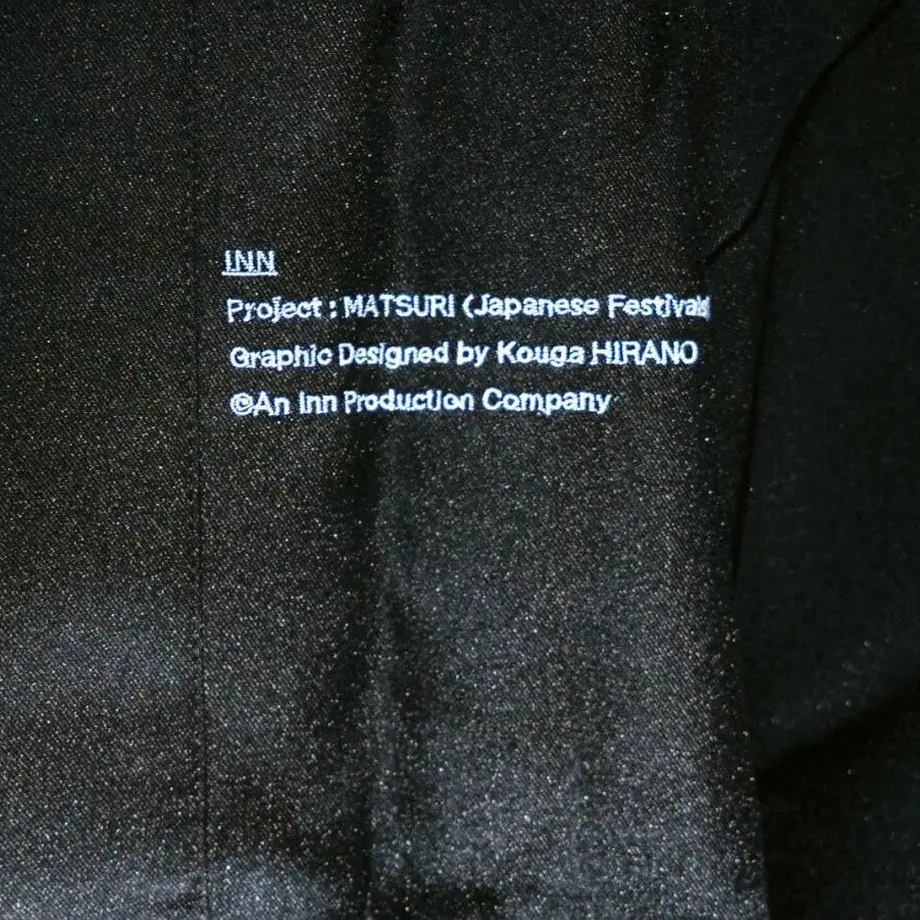 INN
Project : MATSURI (Japanese Festival
Graphic Designed by Kouga HIRANO
©An Inn Production Company